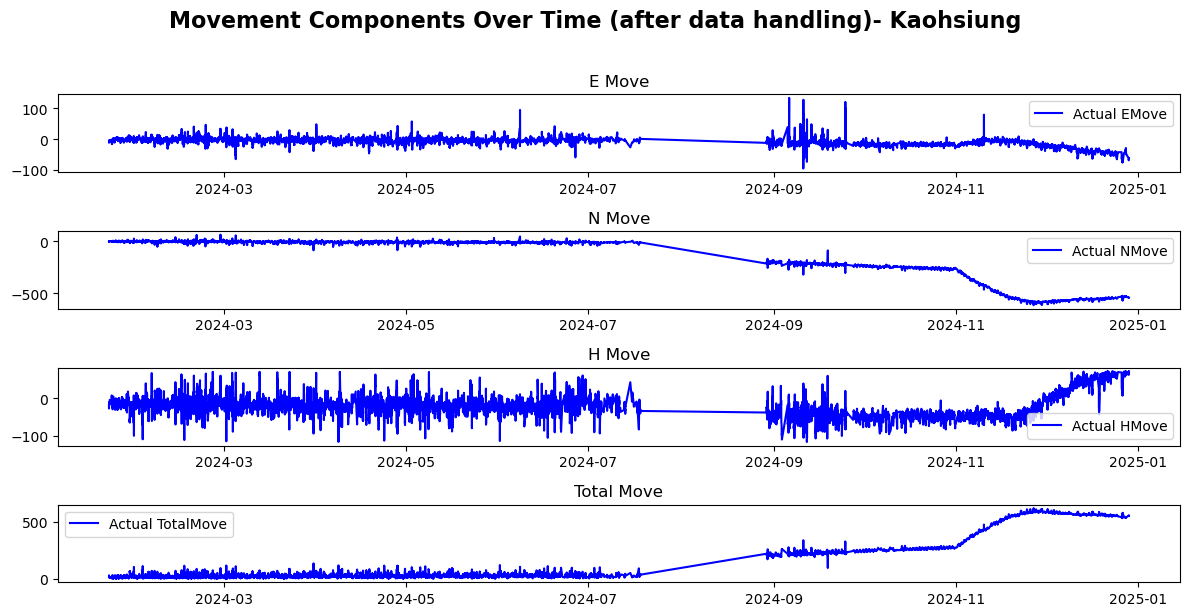 Movement Components Over Time (after data handling)- Kaohsiung
E Move
100
0
−100
Actual EMove
2024-03 2024-05 2024-07 2024-09 2024-11 2025-01
N Move
0
−500
Actual NMove
2024-03 2024-05 2024-07 2024-09 2024-11 2025-01
H Move
0
−100
Actual HMove
2024-03 2024-05 2024-07 2024-09 2024-11 2025-01
Total Move
500
0
Actual TotalMove
2024-03 2024-05 2024-07 2024-09 2024-11 2025-01